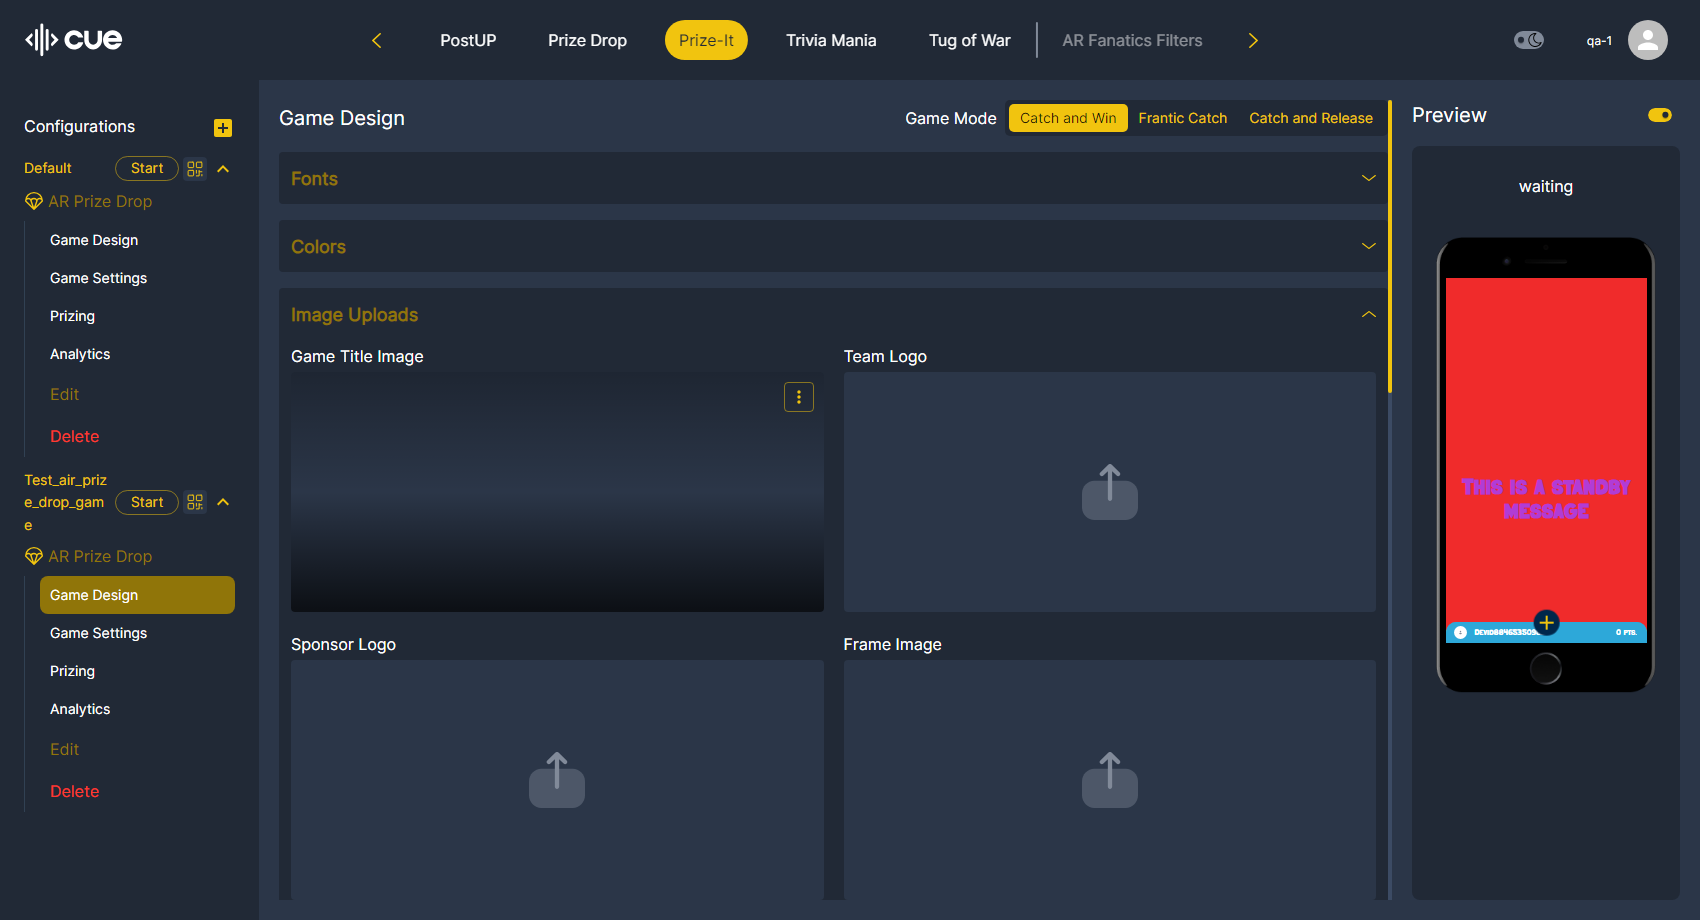 cue
PostUP
Prize Drop
Prize-It
Trivia Mania
Tug of War
AR Fanatics Filters
qa-1
Configurations
Default
Start
AR Prize Drop
Game Design
Game Settings
Prizing
Analytics
Edit
Delete
Test_air_priz
e_drop_gam
e
Start
AR Prize Drop
Game Design
Game Settings
Prizing
Analytics
Edit
Delete
Game Design
Game Mode
Catch and Win
Frantic Catch
Catch and Release
Fonts
Colors
Image Uploads
Game Title Image
Team Logo
Sponsor Logo
Frame Image
Preview
waiting
This is a standby
message
0 pts.